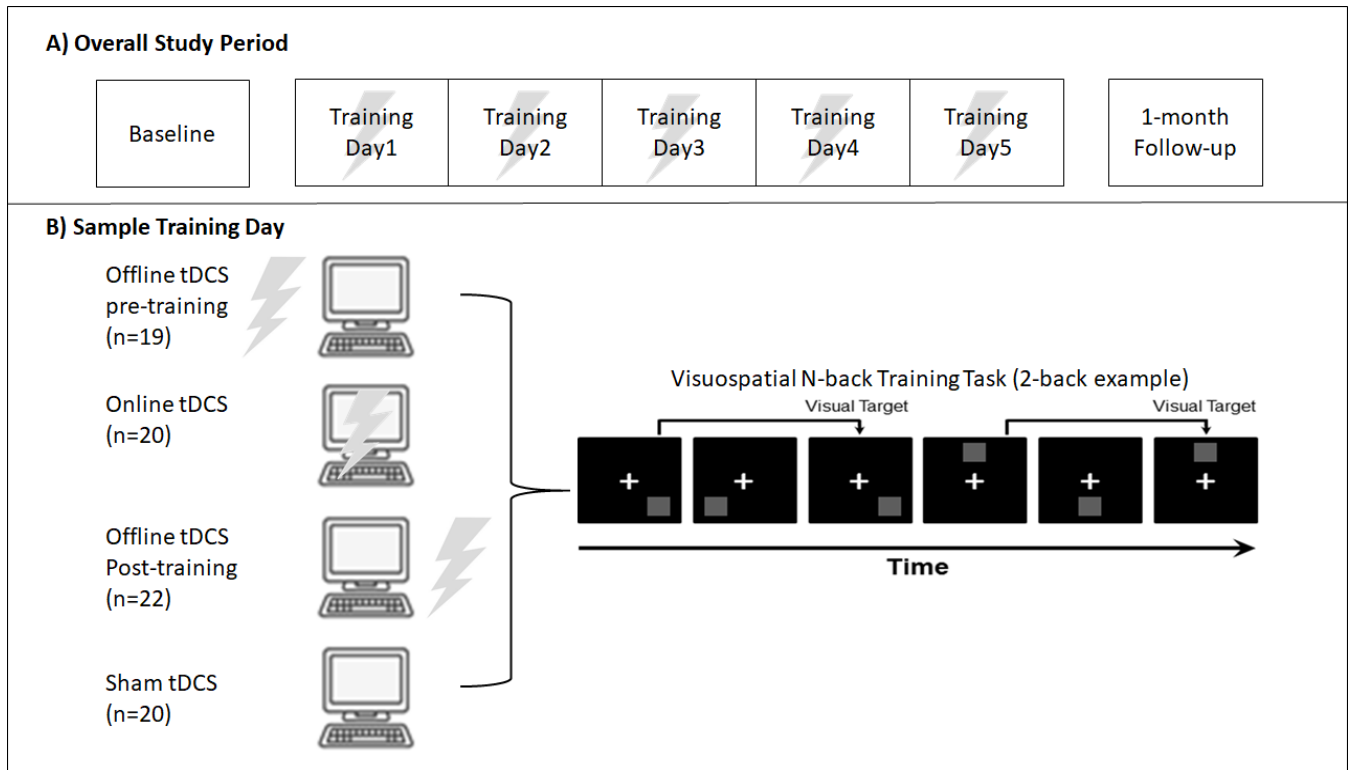 A) Overall Study Period
Baseline
Training
Day1
Training
Day2
Training
Day3
Training
Day4
Training
Day5
1-month
Follow-up
B) Sample Training Day
Offline tDCS
pre-training
(n=19)
Online tDCS
(n=20)
Offline tDCS
Post-training
(n=22)
Sham tDCS
(n=20)
Visuospatial N-back Training Task (2-back example)
Visual Target
Visual Target
Time